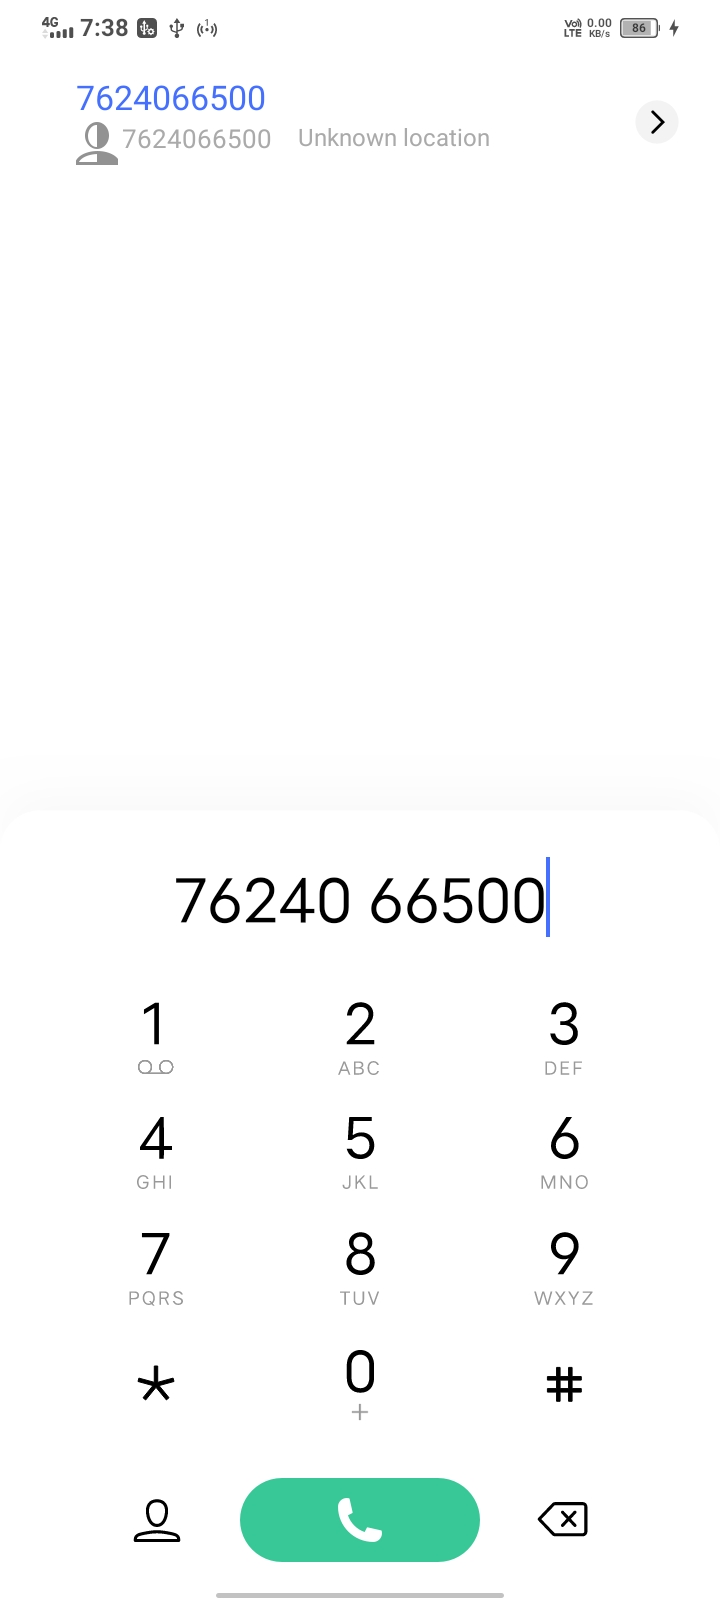 4G 7:38 1 VoLTE 0.00 KB/s 86
7624066500
7624066500 Unknown location
76240 66500
1 2 3
ABC DEF
4 5 6
GHI JKL MNO
7 8 9
PQRS TUV WXYZ
* 0 #
+